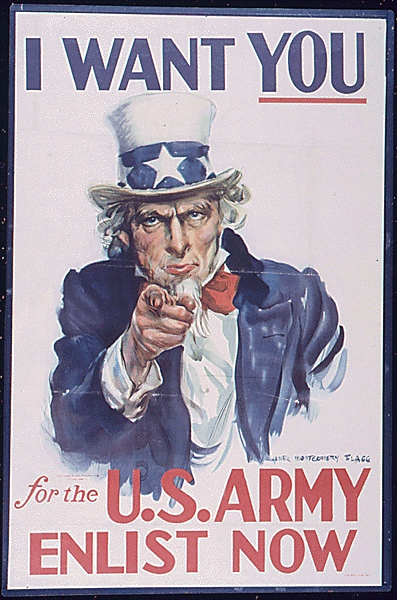 I WANT YOU
JAMES MONTGOMERY FLAGG
for the U.S. ARMY
ENLIST NOW